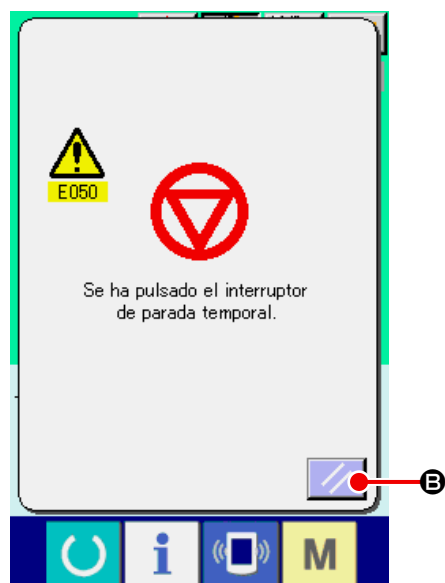 E050
Se ha pulsado el interruptor
de parada temporal.
B
i
M